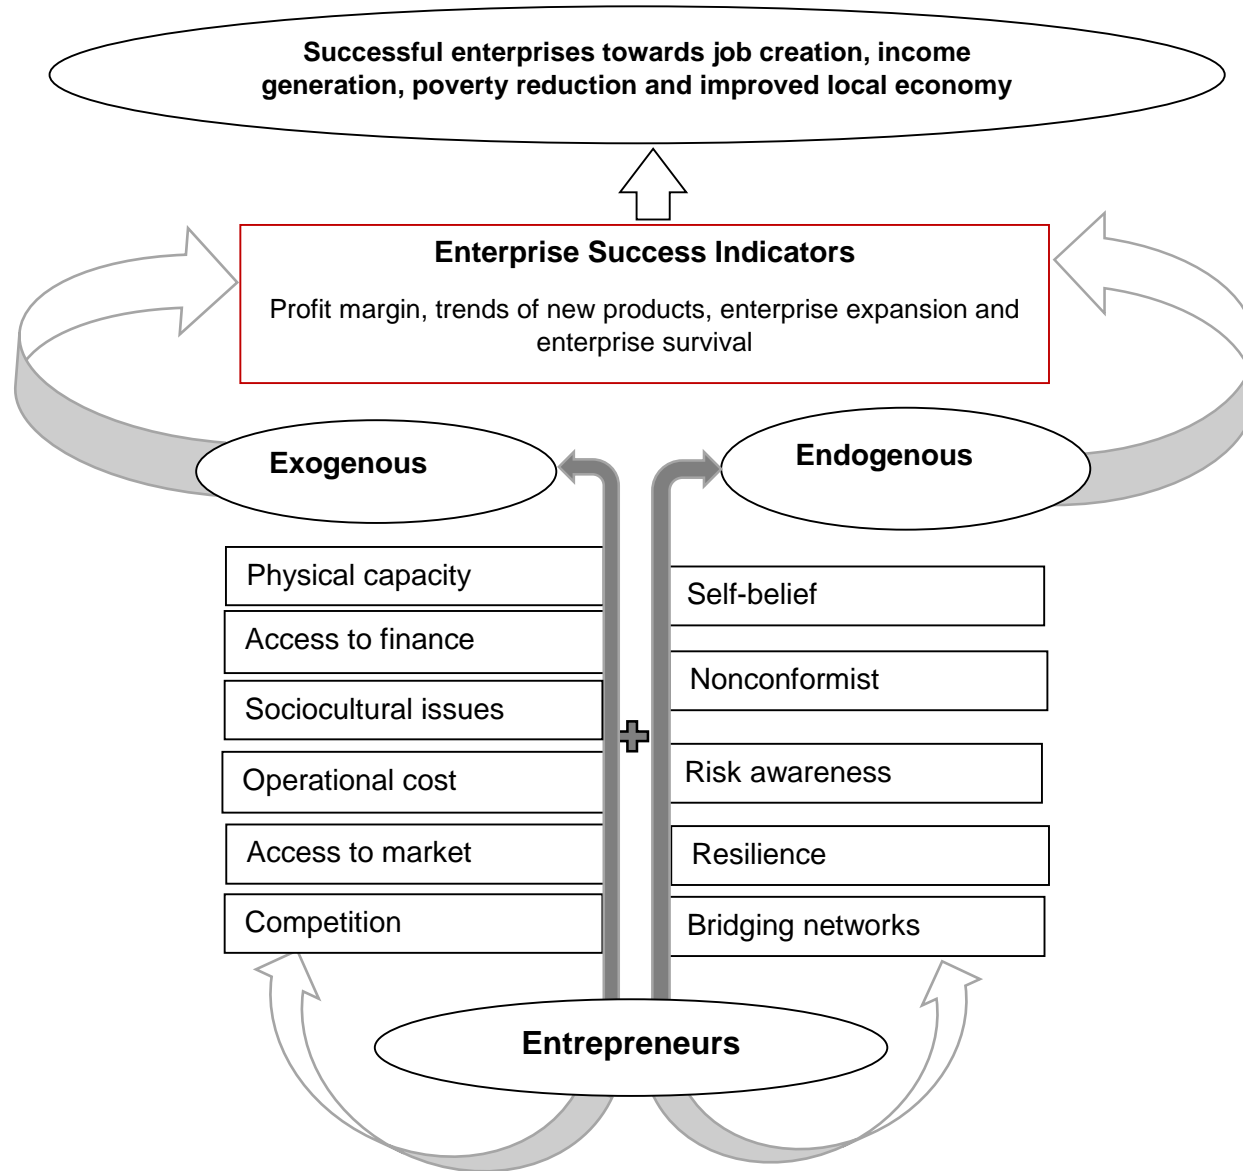 Successful enterprises towards job creation, income
generation, poverty reduction and improved local economy
Enterprise Success Indicators
Profit margin, trends of new products, enterprise expansion and
enterprise survival
Exogenous
Endogenous
Physical capacity
Access to finance
Sociocultural issues
Operational cost
Access to market
Competition
Self-belief
Nonconformist
Risk awareness
Resilience
Bridging networks
Entrepreneurs